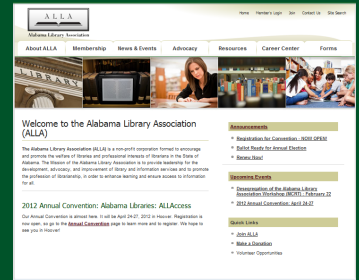 ALLA
Alabama Library Association
Home Member's Login Join Contact Us Site Search
About ALLA Membership News & Events Advocacy Resources Career Center Forms
LIBRARY
Welcome to the Alabama Library Association
(ALLA)
The Alabama Library Association (ALLA) is a non-profit corporation formed to encourage
and promote the welfare of libraries and professional interests of librarians in the State of
Alabama. The Mission of the Alabama Library Association is to provide leadership for the
development, advocacy, and improvement of library and information services and to promote
the profession of librarianship, in order to enhance learning and ensure access to information
for all.
2012 Annual Convention: Alabama Libraries: ALLAccess
Our Annual Convention is almost here. It will be April 24-27, 2012 in Hoover. Registration is
now open, so go to the Annual Convention page to learn more and to register. We hope to
see you in Hoover!
Announcements
Registration for Convention - NOW OPEN!
Ballot Ready for Annual Election
Renew Now!
Upcoming Events
Desegregation of the Alabama Library
Association Workshop (MCRT) - February 22
2012 Annual Convention: April 24-27
Quick Links
Join ALLA
Make a Donation
Volunteer Opportunities